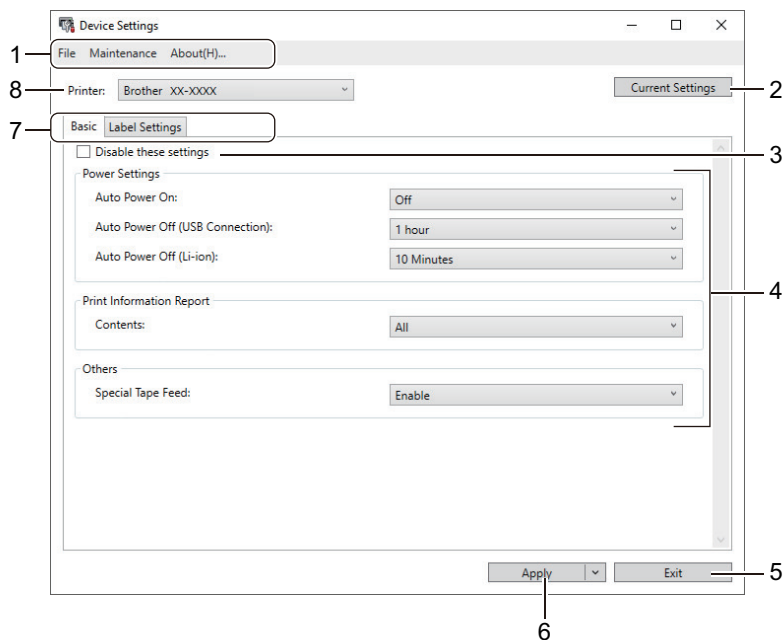 Device Settings
1 File Maintenance About(H)...
8 Printer: Brother XX-XXXX Current Settings 2
7 Basic Label Settings
Disable these settings 3
Power Settings
Auto Power On: Off
Auto Power Off (USB Connection): 1 hour
Auto Power Off (Li-ion): 10 Minutes
4
Print Information Report
Contents: All
Others
Special Tape Feed: Enable
Apply Exit 5
6